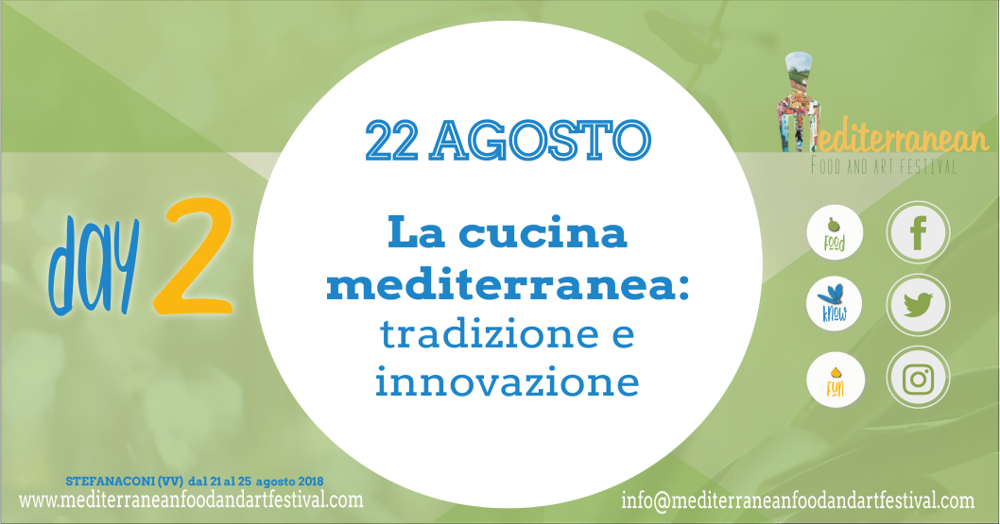 22 AGOSTO
La cucina
mediterranea:
tradizione e
innovazione
day 2
Mediterranean
FOOD AND ART FESTIVAL
FOOD
KNOW
FUN
STEFANACONI (VV) dal 21 al 25 agosto 2018
www.mediterraneanfoodandartfestival.com
info@mediterraneanfoodandartfestival.com